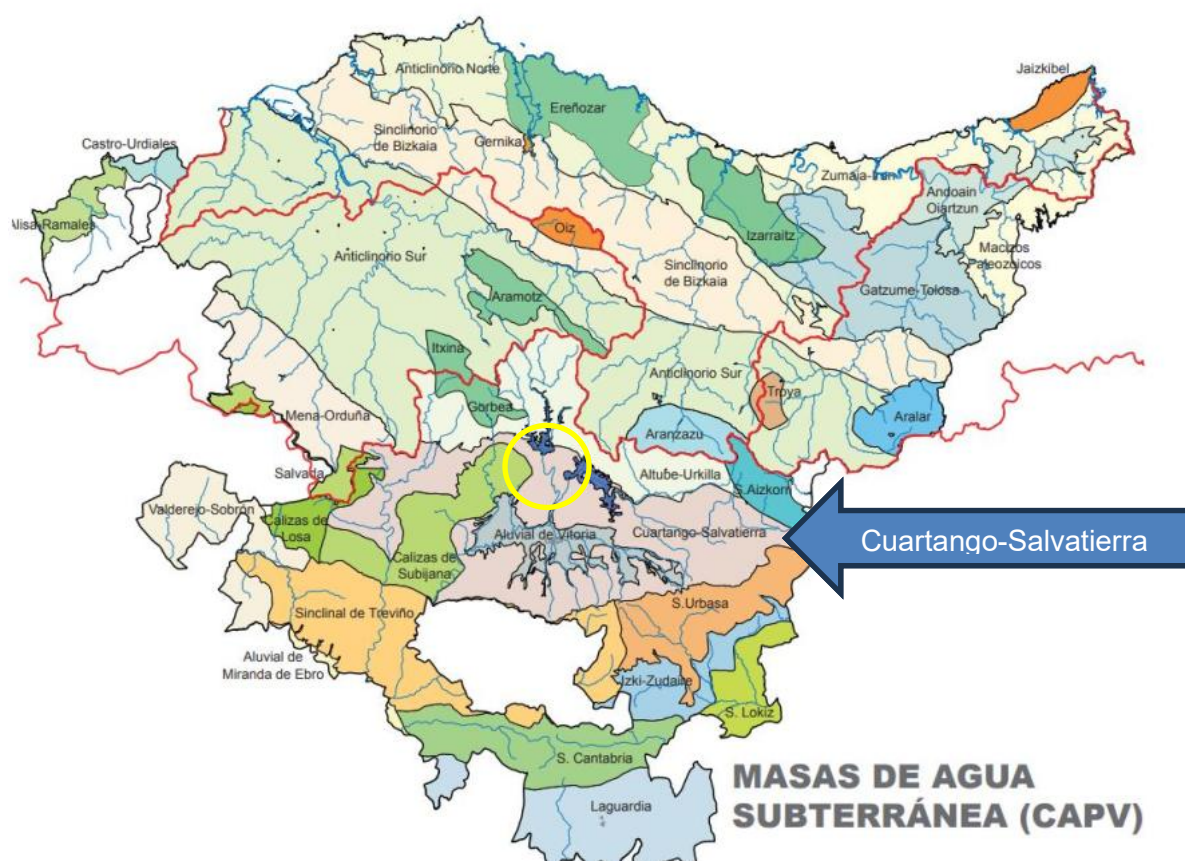 Jaizkibel
Anticlinorio Norte
Ereñozar
Castro-Urdiales
Sinclinorio
de Bizkaia
Gernika
Zumaia-Irun
Andoain
Oiartzun
Alisa-Ramales
Oiz
Izarraitz
Macizos
Paleozoicos
Anticlinorio Sur
Sinclinorio
de Bizkaia
Gatzume-Tolosa
Aramotz
Itxina
Anticlinorio Sur
Troya
Gorbea
Mena-Orduña
Aralar
Aranzazu
Salvada
Altube-Urkilla
S.Aizkorri
Valderejo-Sobrón
Calizas de
Losa
Aluvial de Vitoria
Cuartango-Salvatierra
Cuartango-Salvatierra
Calizas de
Subijana
S.Urbasa
Sinclinal de Treviño
Aluvial de
Miranda de Ebro
Izki-Zudaire
S. Lokiz
S. Cantabria
Laguardia
MASAS DE AGUA
SUBTERRÁNEA (CAPV)